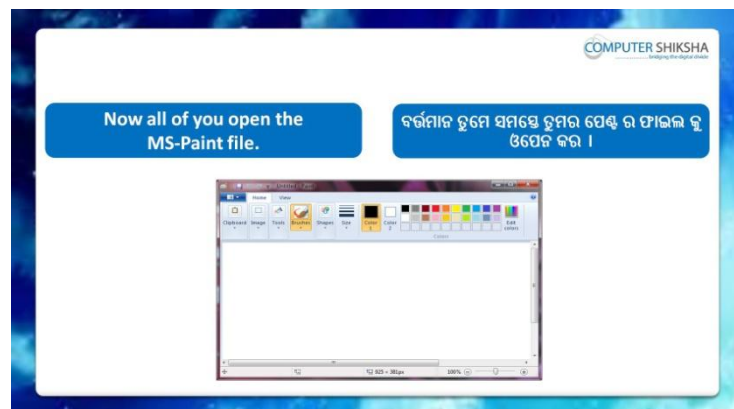 COMPUTER SHIKSHA
bridging the digital divide
Now all of you open the
MS-Paint file.
ବର୍ତ୍ତମାନ ତୁମେ ସମସ୍ତେ ତୁମର ପେଣ୍ଟ ର ଫାଇଲ କୁ
ଓପେନ କର ।
Untitled - Paint
Home View
Clipboard Image Tools Brushes Shapes Size Color 1 Color 2 Edit colors
Colors
100%